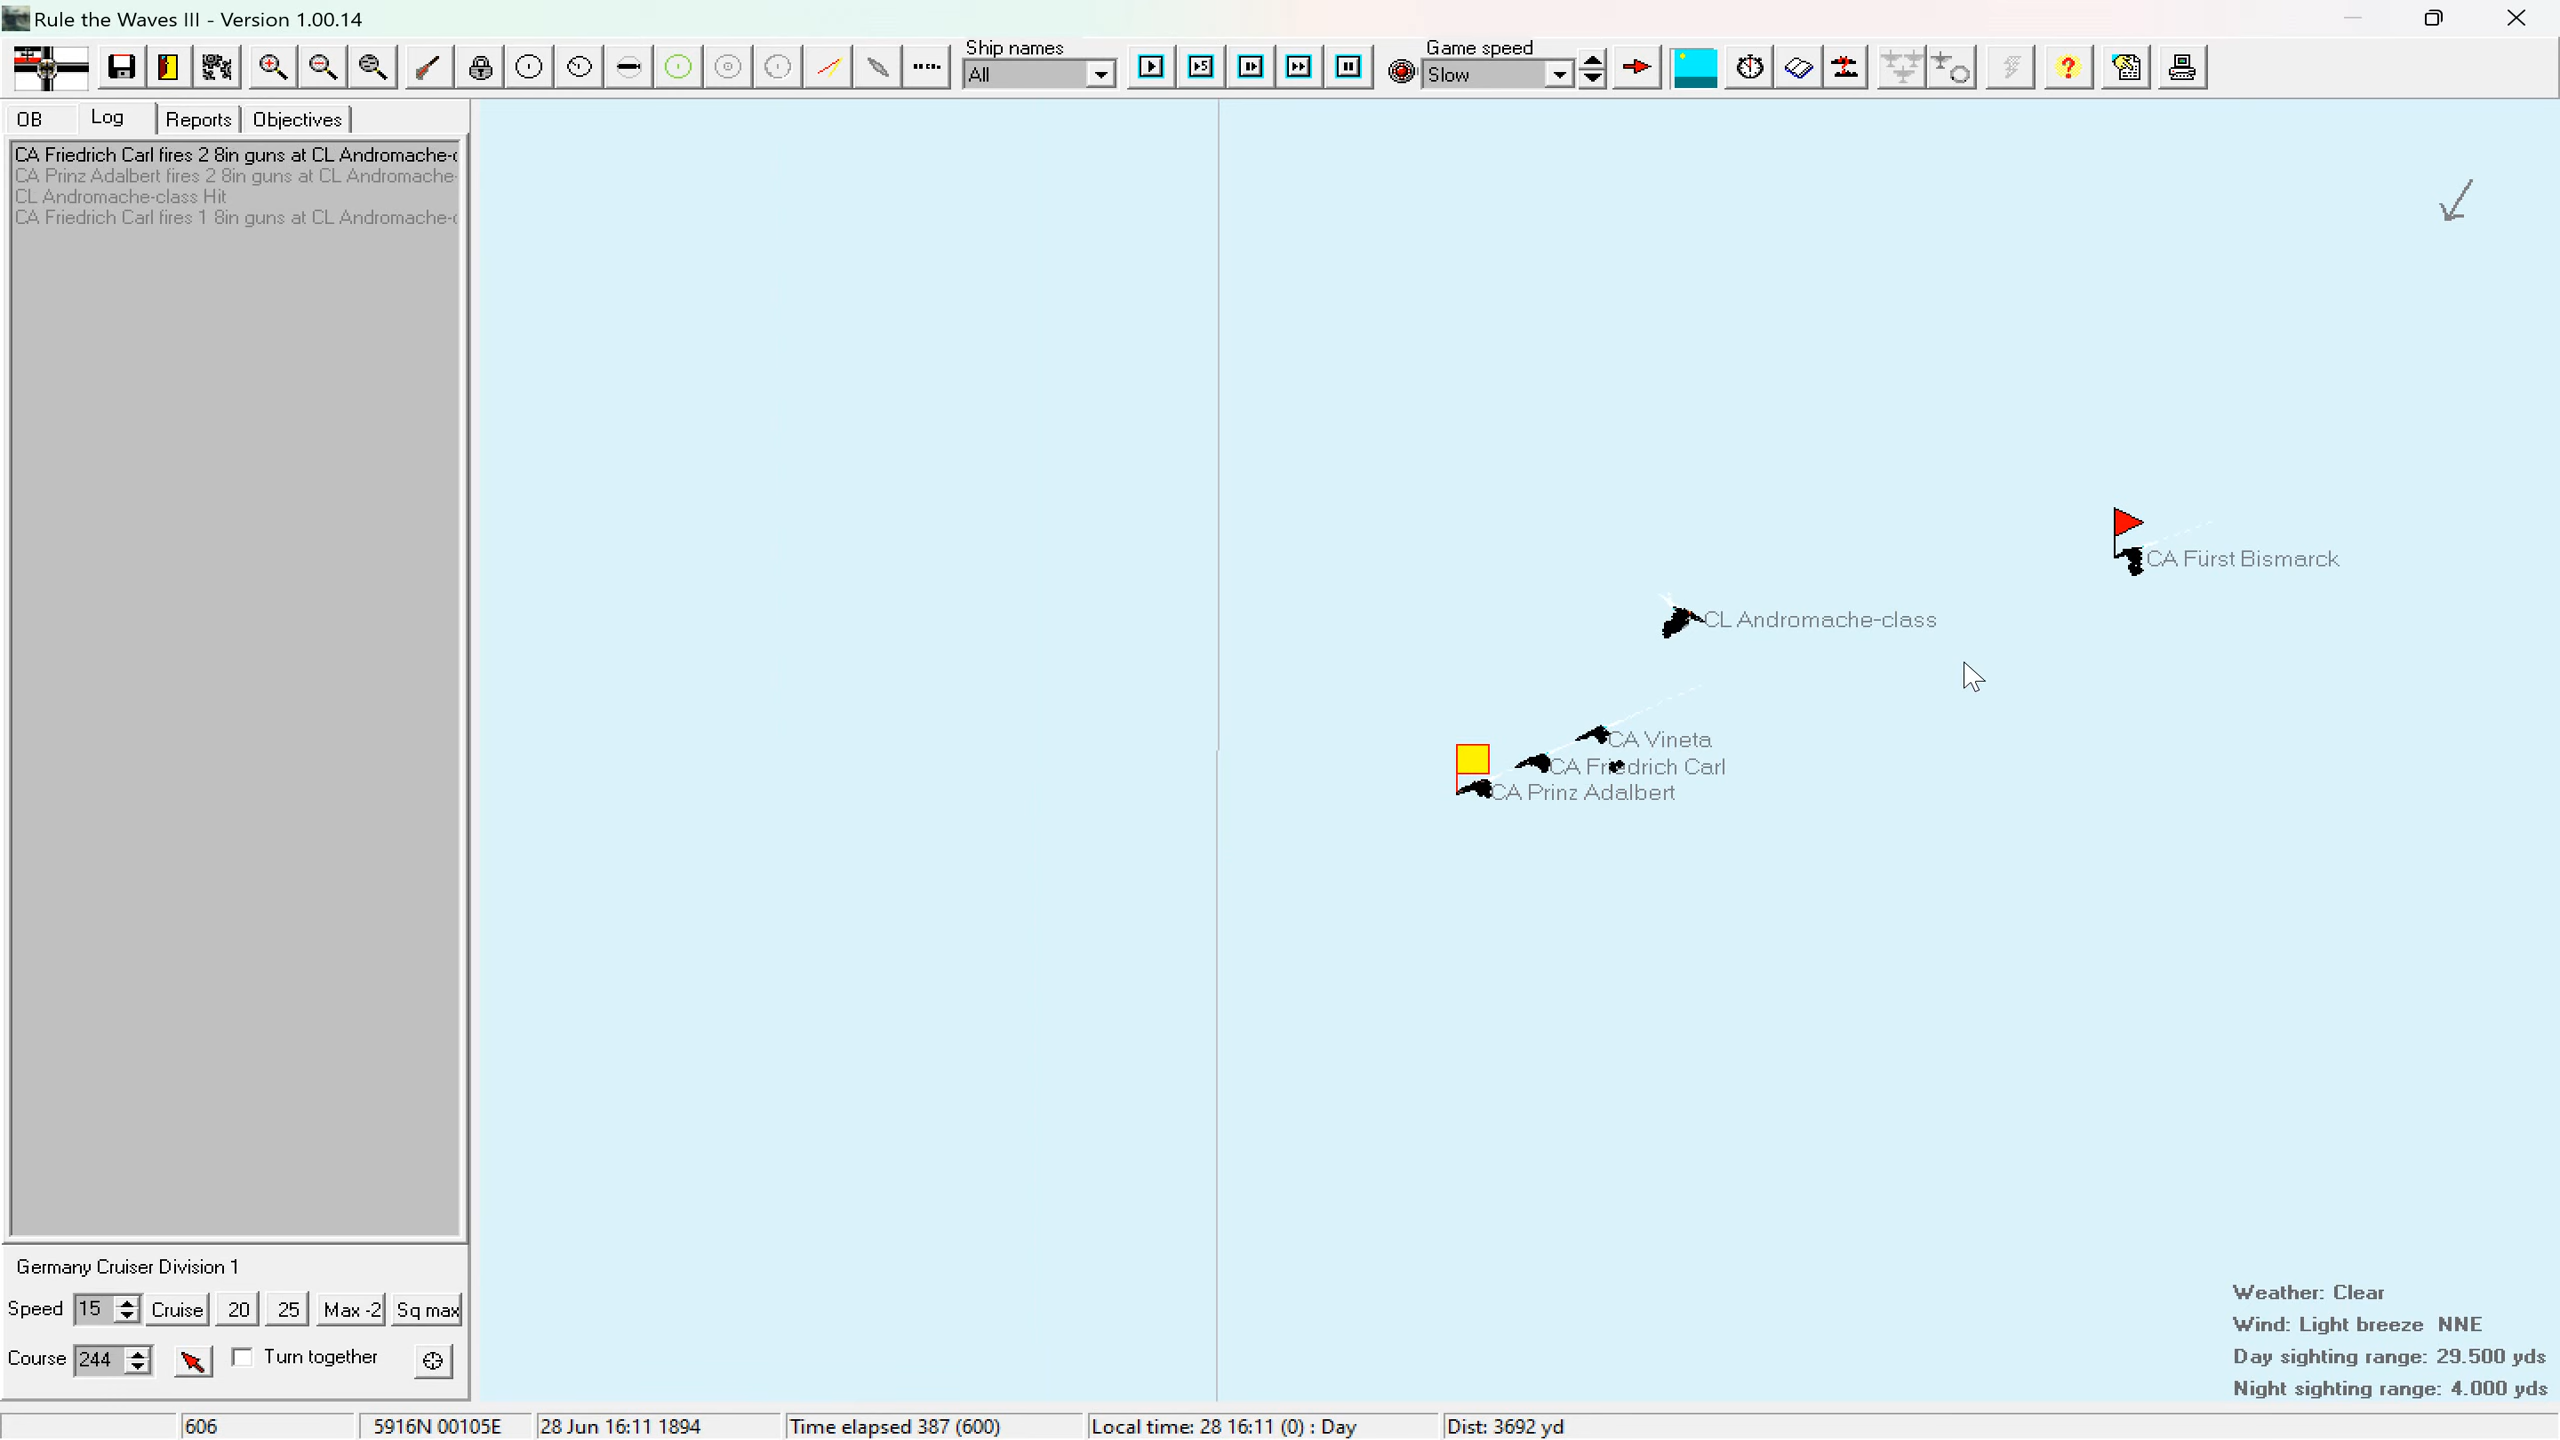 Rule the Waves III - Version 1.00.14
Ship names
All
Game speed
Slow
OB
Log
Reports
Objectives
CA Friedrich Carl fires 2 8in guns at CL Andromache-
CA Prinz Adalbert fires 2 8in guns at CL Andromache-
CL Andromache-class Hit
CA Friedrich Carl fires 1 8in guns at CL Andromache-
CA Fürst Bismarck
CL Andromache-class
CA Vineta
CA Friedrich Carl
CA Prinz Adalbert
Germany Cruiser Division 1
Speed 15 Cruise 20 25 Max -2 Sq max
Course 244 Turn together
Weather: Clear
Wind: Light breeze NNE
Day sighting range: 29.500 yds
Night sighting range: 4.000 yds
606
5916N 00105E
28 Jun 16:11 1894
Time elapsed 387 (600)
Local time: 28 16:11 (0) : Day
Dist: 3692 yd